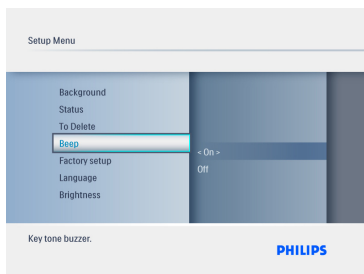 Setup Menu
Background
Status
To Delete
Beep
Factory setup
Language
Brightness
< On >
Off
Key tone buzzer.
PHILIPS